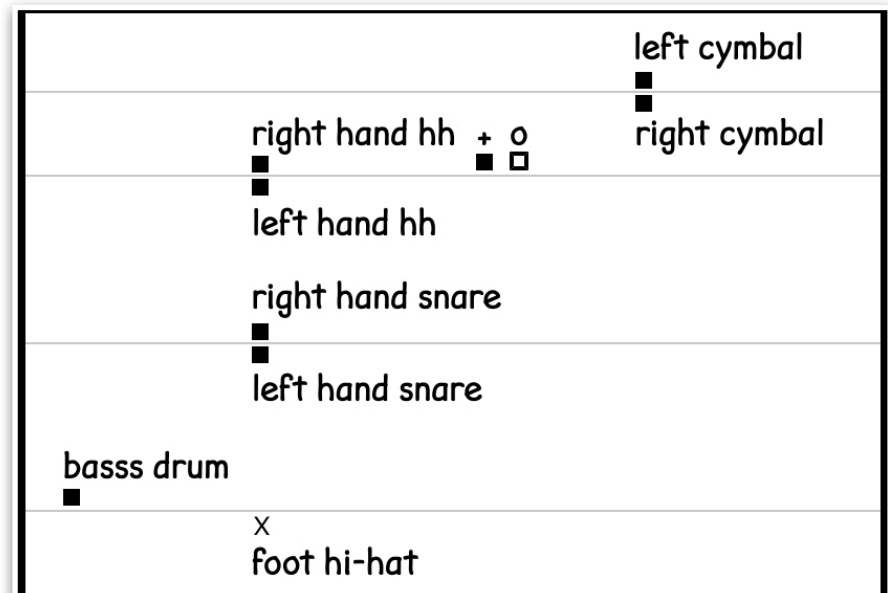 left cymbal
right hand hh + o right cymbal
left hand hh
right hand snare
left hand snare
basss drum
x
foot hi-hat